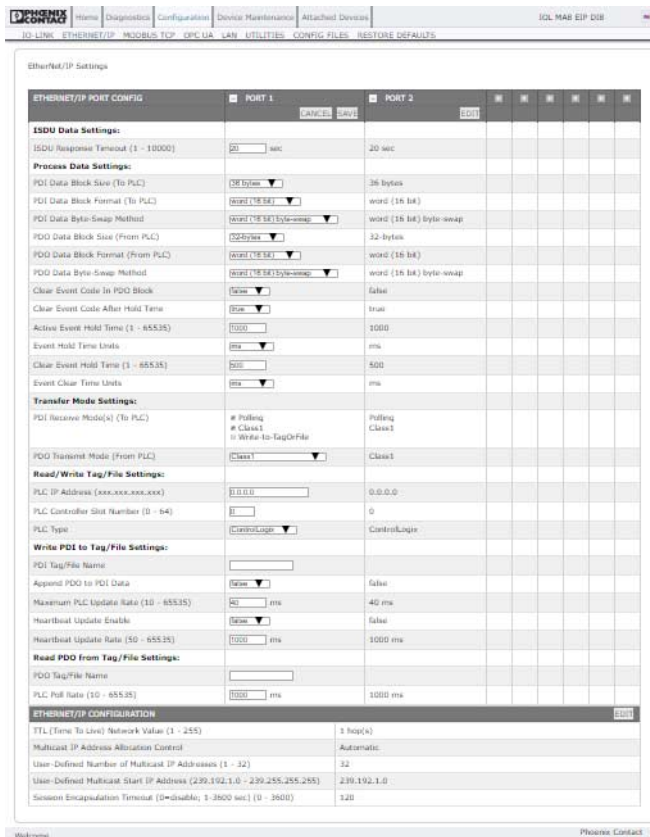 PHOENIX CONTACT
Home Diagnostics Configuration Device Maintenance Attached Devices IOL MA8 EIP DI8
IO-LINK ETHERNET/IP MODBUS TCP OPC UA LAN UTILITIES CONFIG FILES RESTORE DEFAULTS
EtherNet/IP Settings
ETHERNET/IP PORT CONFIG PORT 1 PORT 2
CANCEL SAVE EDIT
ISDU Data Settings:
ISDU Response Timeout (1 - 10000) 20 sec 20 sec
Process Data Settings:
PDI Data Block Size (To PLC) 36 bytes 36 bytes
PDI Data Block Format (To PLC) word (16 bit) word (16 bit)
PDI Data Byte-Swap Method word (16 bit) byte-swap word (16 bit) byte-swap
PDO Data Block Size (From PLC) 32-bytes 32-bytes
PDO Data Block Format (From PLC) word (16 bit) word (16 bit)
PDO Data Byte-Swap Method word (16 bit) byte-swap word (16 bit) byte-swap
Clear Event Code In PDO Block false false
Clear Event Code After Hold Time true true
Active Event Hold Time (1 - 65535) 1000 1000
Event Hold Time Units ms ms
Clear Event Hold Time (1 - 65535) 500 500
Event Clear Time Units ms ms
Transfer Mode Settings:
PDI Receive Mode(s) (To PLC) Polling Polling
Class1 Class1
Write-to-TagOrFile
PDO Transmit Mode (From PLC) Class1 Class1
Read/Write Tag/File Settings:
PLC IP Address (xxx.xxx.xxx.xxx) 0.0.0.0 0.0.0.0
PLC Controller Slot Number (0 - 64) 0 0
PLC Type ControlLogix ControlLogix
Write PDI to Tag/File Settings:
PDI Tag/File Name
Append PDO to PDI Data false false
Maximum PLC Update Rate (10 - 65535) 40 ms 40 ms
Heartbeat Update Enable false false
Heartbeat Update Rate (50 - 65535) 1000 ms 1000 ms
Read PDO from Tag/File Settings:
PDO Tag/File Name
PLC Poll Rate (10 - 65535) 1000 ms 1000 ms
ETHERNET/IP CONFIGURATION EDIT
TTL (Time To Live) Network Value (1 - 255) 1 hop(s)
Multicast IP Address Allocation Control Automatic
User-Defined Number of Multicast IP Addresses (1 - 32) 32
User-Defined Multicast Start IP Address (239.192.1.0 - 239.255.255.255) 239.192.1.0
Session Encapsulation Timeout (0=disable; 1-3600 sec) (0 - 3600) 120
Welcome Phoenix Contact